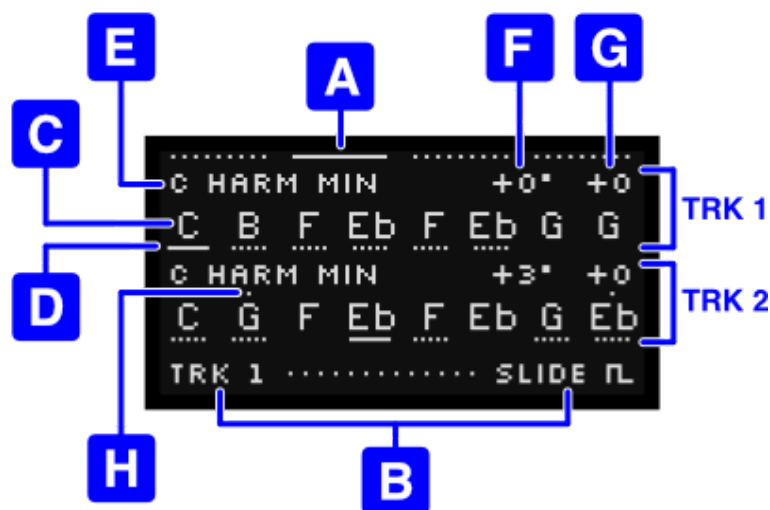 E A F G
C HARM MIN +0° +0
C
C B F Eb F Eb G G
TRK 1
D
C HARM MIN +3° +0
C G F Eb F Eb G Eb
TRK 2
TRK 1 SLIDE
H
B